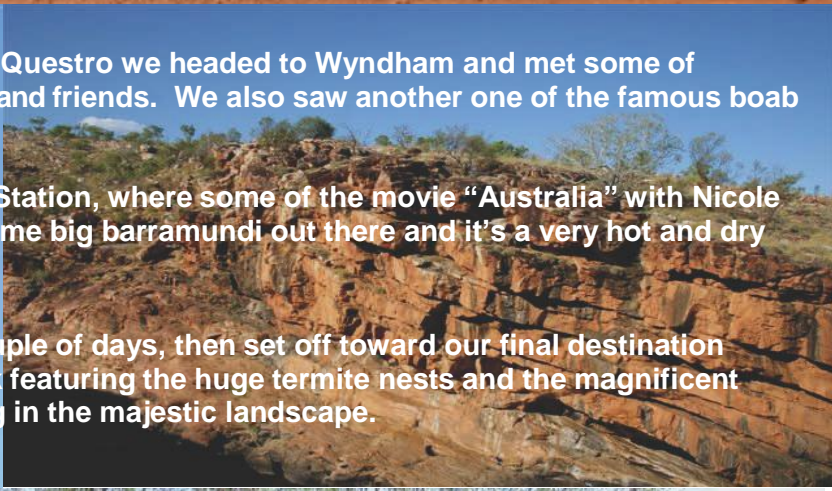 Questro we headed to Wyndham and met some of
and friends.  We also saw another one of the famous boab
Station, where some of the movie “Australia” with Nicole
me big barramundi out there and it’s a very hot and dry
ple of days, then set off toward our final destination
featuring the huge termite nests and the magnificent
in the majestic landscape.